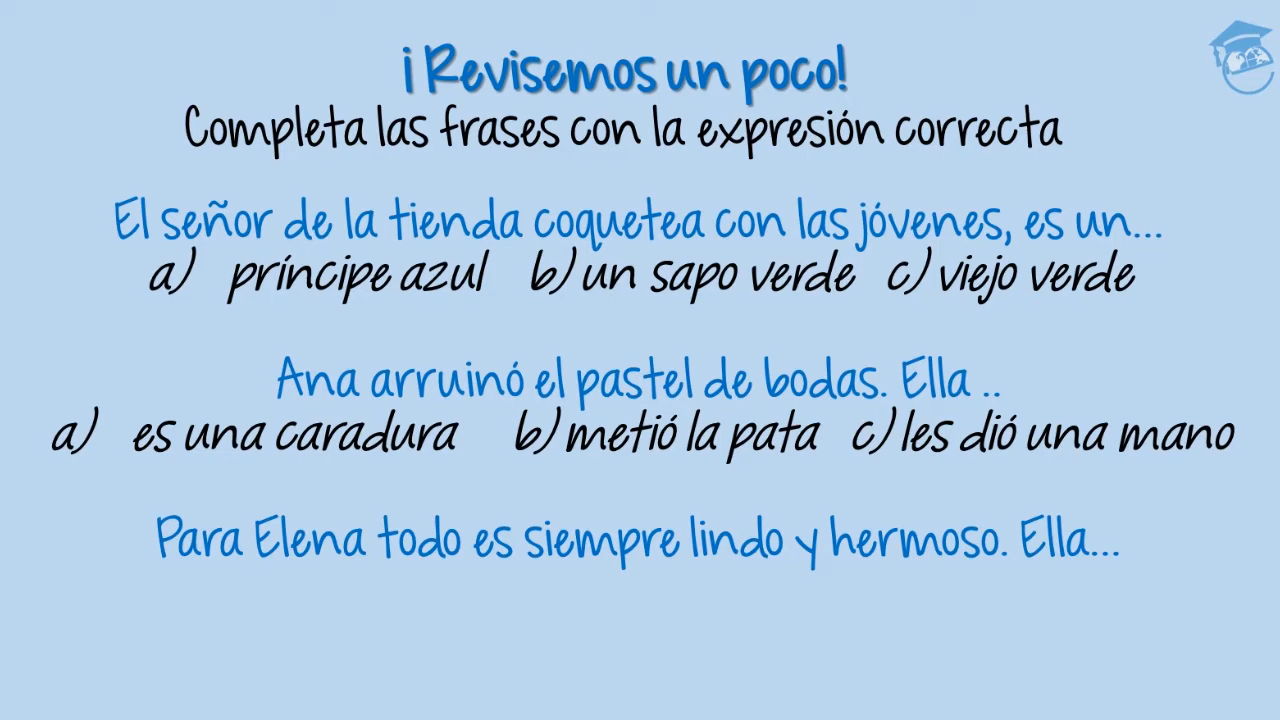 ¡Revisemos un poco!
Completa las frases con la expresión correcta
El señor de la tienda coquetea con las jóvenes, es un...
a) príncipe azul b) un sapo verde c) viejo verde
Ana arruinó el pastel de bodas. Ella ..
a) es una caradura b) metió la pata c) les dió una mano
Para Elena todo es siempre lindo y hermoso. Ella...